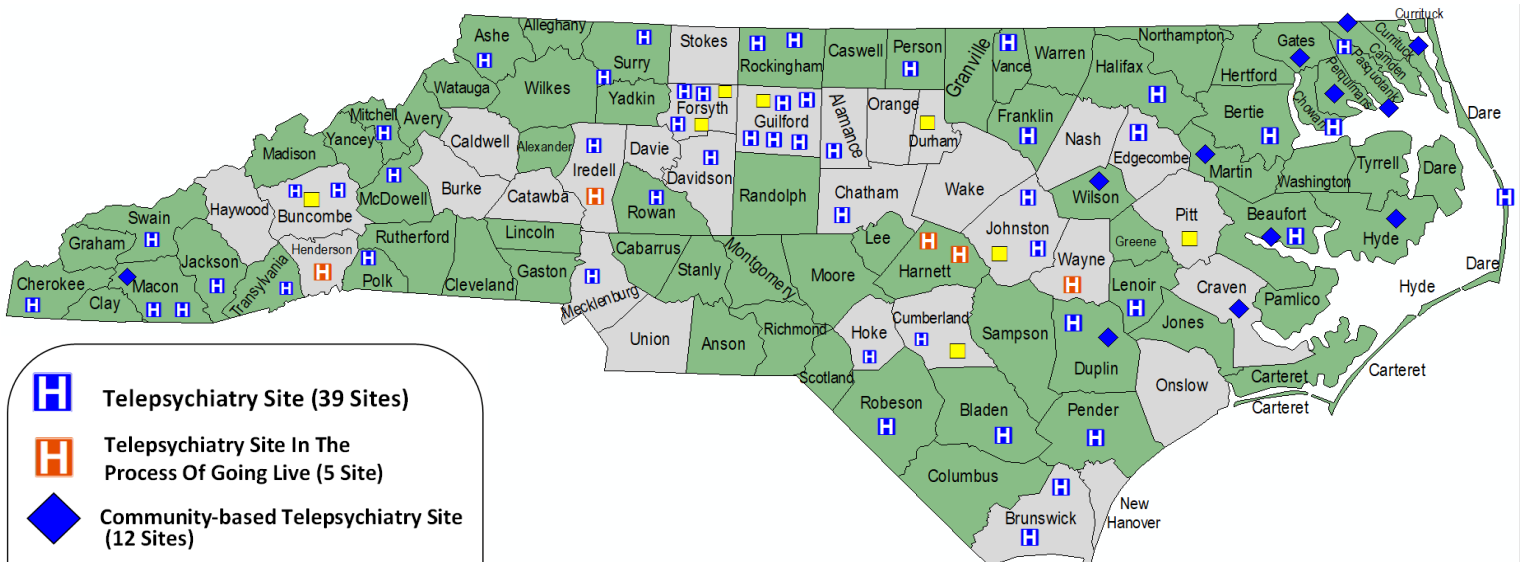 Currituck
Alleghany
Ashe
Surry
Stokes
Rockingham
Caswell
Person
Granville
Vance
Warren
Northampton
Halifax
Hertford
Gates
Currituck
Camden
Pasquotank
Perquimans
Chowan
Watauga
Wilkes
Yadkin
Forsyth
Guilford
Alamance
Orange
Durham
Franklin
Nash
Edgecombe
Bertie
Dare
Mitchell
Avery
Yancey
Madison
Caldwell
Alexander
Iredell
Davie
Davidson
Randolph
Chatham
Wake
Wilson
Martin
Washington
Tyrrell
Dare
Haywood
Buncombe
McDowell
Burke
Catawba
Rowan
Johnston
Pitt
Beaufort
Hyde
Swain
Graham
Jackson
Henderson
Rutherford
Lincoln
Cabarrus
Stanly
Montgomery
Moore
Lee
Harnett
Wayne
Greene
Dare
Cherokee
Clay
Macon
Transylvania
Polk
Cleveland
Gaston
Mecklenburg
Lenoir
Craven
Pamlico
Hyde
Union
Anson
Richmond
Hoke
Cumberland
Sampson
Duplin
Jones
Scotland
Onslow
Carteret
Carteret
Carteret
Robeson
Bladen
Pender
Columbus
Brunswick
New
Hanover
H Telepsychiatry Site (39 Sites)
H Telepsychiatry Site In The
Process Of Going Live (5 Site)
Community-based Telepsychiatry Site
(12 Sites)